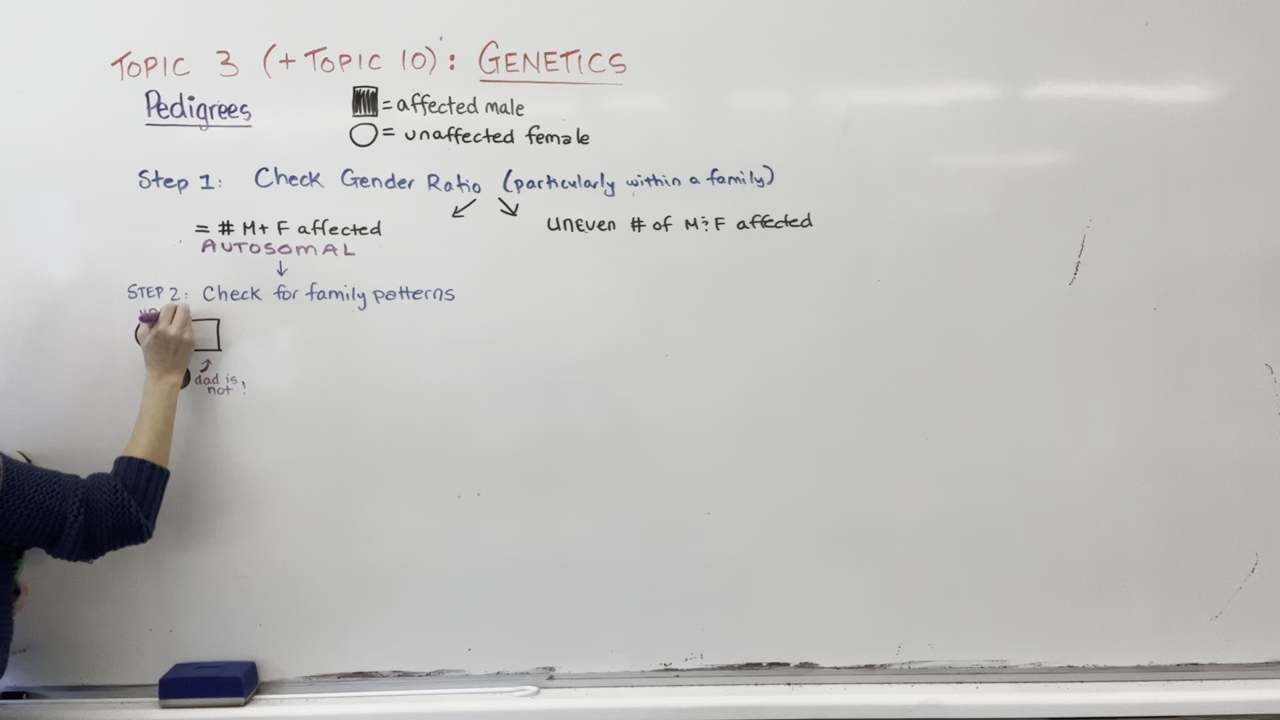 TOPIC 3 (+ TOPIC 10): GENETICS
Pedigrees
= affected male
= unaffected female
Step 1: Check Gender Ratio (particularly within a family)
= # M + F affected
uneven # of M & F affected
AUTOSOMAL
STEP 2: Check for family patterns
dad is
not!